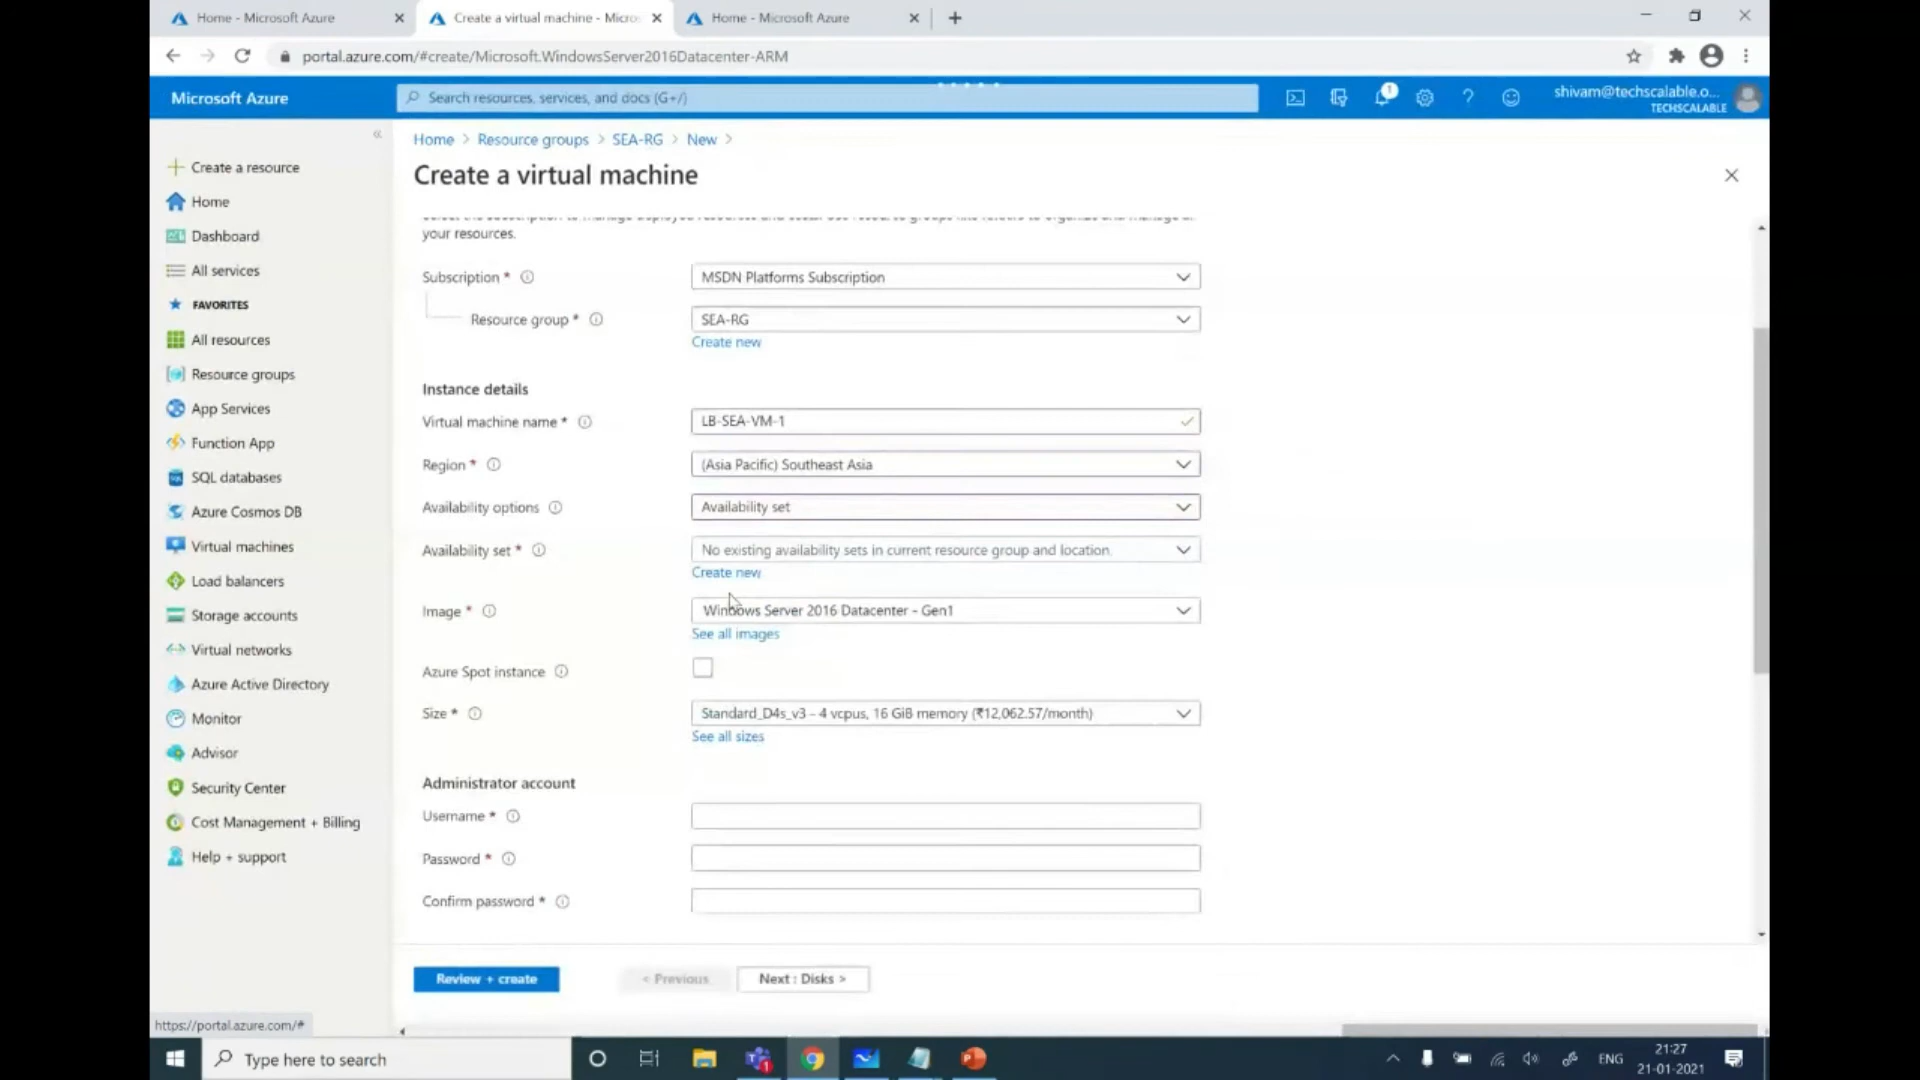 Home - Microsoft Azure
Create a virtual machine - Micro
Home - Microsoft Azure
portal.azure.com/#create/Microsoft.WindowsServer2016Datacenter-ARM
Microsoft Azure
Search resources, services, and docs (G+/)
1
shivam@techscalable.o...
TECHSCALABLE
Home > Resource groups > SEA-RG > New >
Create a virtual machine
Create a resource
Home
Dashboard
All services
FAVORITES
All resources
Resource groups
App Services
Function App
SQL databases
Azure Cosmos DB
Virtual machines
Load balancers
Storage accounts
Virtual networks
Azure Active Directory
Monitor
Advisor
Security Center
Cost Management + Billing
Help + support
your resources.
Subscription *
MSDN Platforms Subscription
Resource group *
SEA-RG
Create new
Instance details
Virtual machine name *
LB-SEA-VM-1
Region *
(Asia Pacific) Southeast Asia
Availability options
Availability set
Availability set *
No existing availability sets in current resource group and location.
Create new
Image *
Windows Server 2016 Datacenter - Gen1
See all images
Azure Spot instance
Size *
Standard_D4s_v3 - 4 vcpus, 16 GiB memory (₹12,062.57/month)
See all sizes
Administrator account
Username *
Password *
Confirm password *
Review + create
< Previous
Next : Disks >
https://portal.azure.com/#
Type here to search
ENG
21:27
21-01-2021